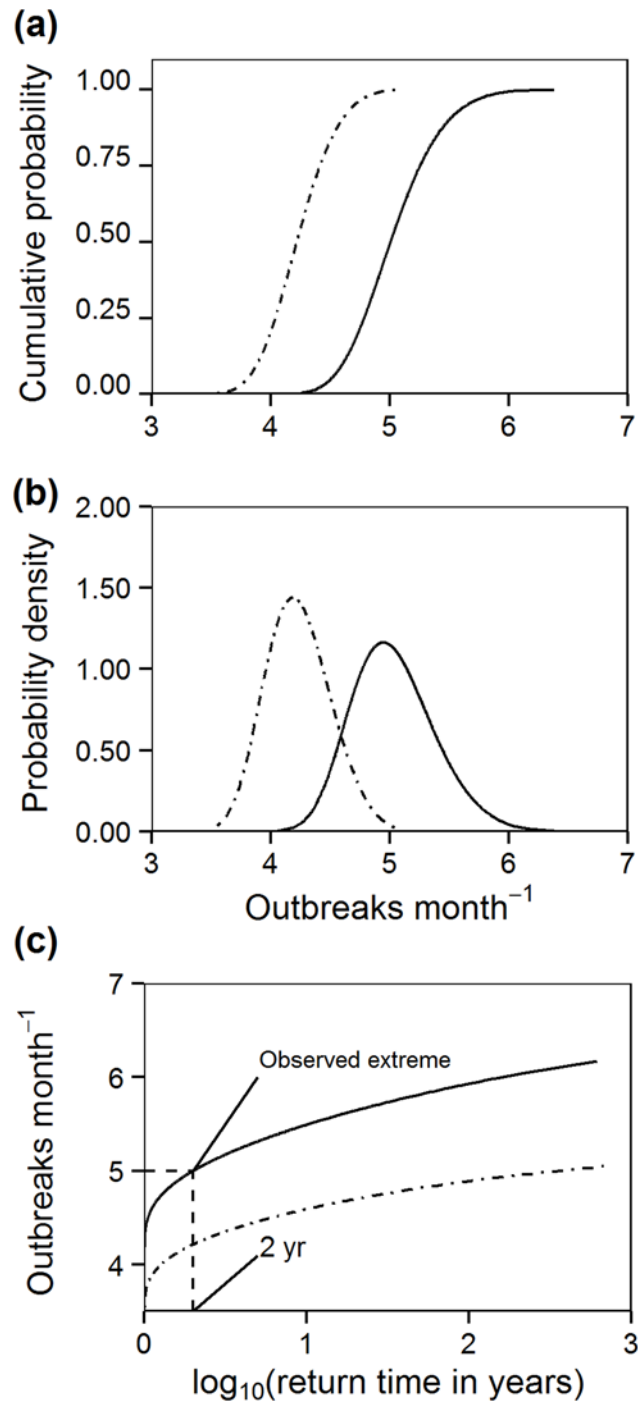 (a)
Cumulative probability
1.00
0.75
0.50
0.25
0.00
3 4 5 6 7
(b)
Probability density
2.00
1.50
1.00
0.50
0.00
3 4 5 6 7
Outbreaks month⁻¹
(c)
Outbreaks month⁻¹
7
6
5
4
Observed extreme
2 yr
0 1 2 3
log₁₀(return time in years)